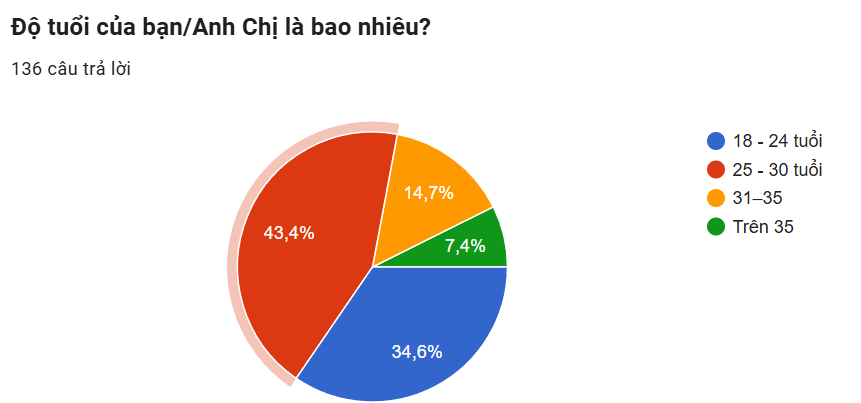 Độ tuổi của bạn/Anh Chị là bao nhiêu?
136 câu trả lời
18 - 24 tuổi
25 - 30 tuổi
31–35
Trên 35
14,7%
43,4%
7,4%
34,6%